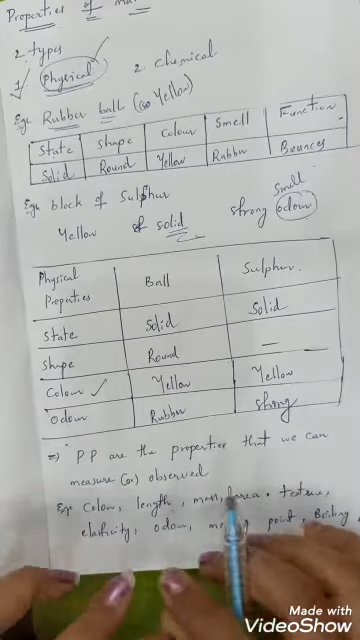 Properties of
2 types
1 Physical 2. chemical
Eg:- Rubber ball (Yellow)
State Shape Colour Smell Function
Solid Round Yellow Rubber Bounces
Eg:- block of Sulphur
Smell
Yellow solid strong odour
Physical Properties Ball Sulphur.
State Solid Solid
Shape Round —
Colour ✓ Yellow Yellow
Odour Rubber Strong
⇒ PP are the properties that we can
measure (or) observed
Eg: Colour, length, mass, area,
elasticity, odour, point, Boiling
Made with
VideoShow